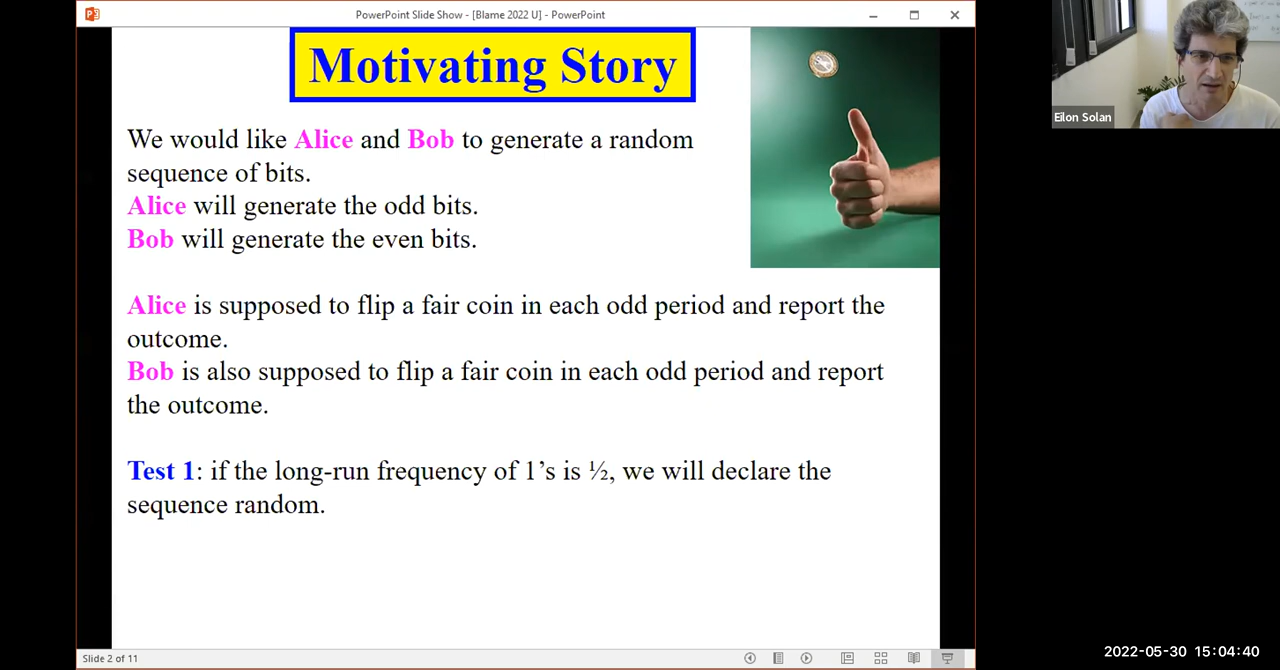 PowerPoint Slide Show - [Blame 2022 U] - PowerPoint
Motivating Story
We would like Alice and Bob to generate a random
sequence of bits.
Alice will generate the odd bits.
Bob will generate the even bits.
Alice is supposed to flip a fair coin in each odd period and report the
outcome.
Bob is also supposed to flip a fair coin in each odd period and report
the outcome.
Test 1: if the long-run frequency of 1’s is ½, we will declare the
sequence random.
Slide 2 of 11
Eilon Solan
2022-05-30 15:04:40